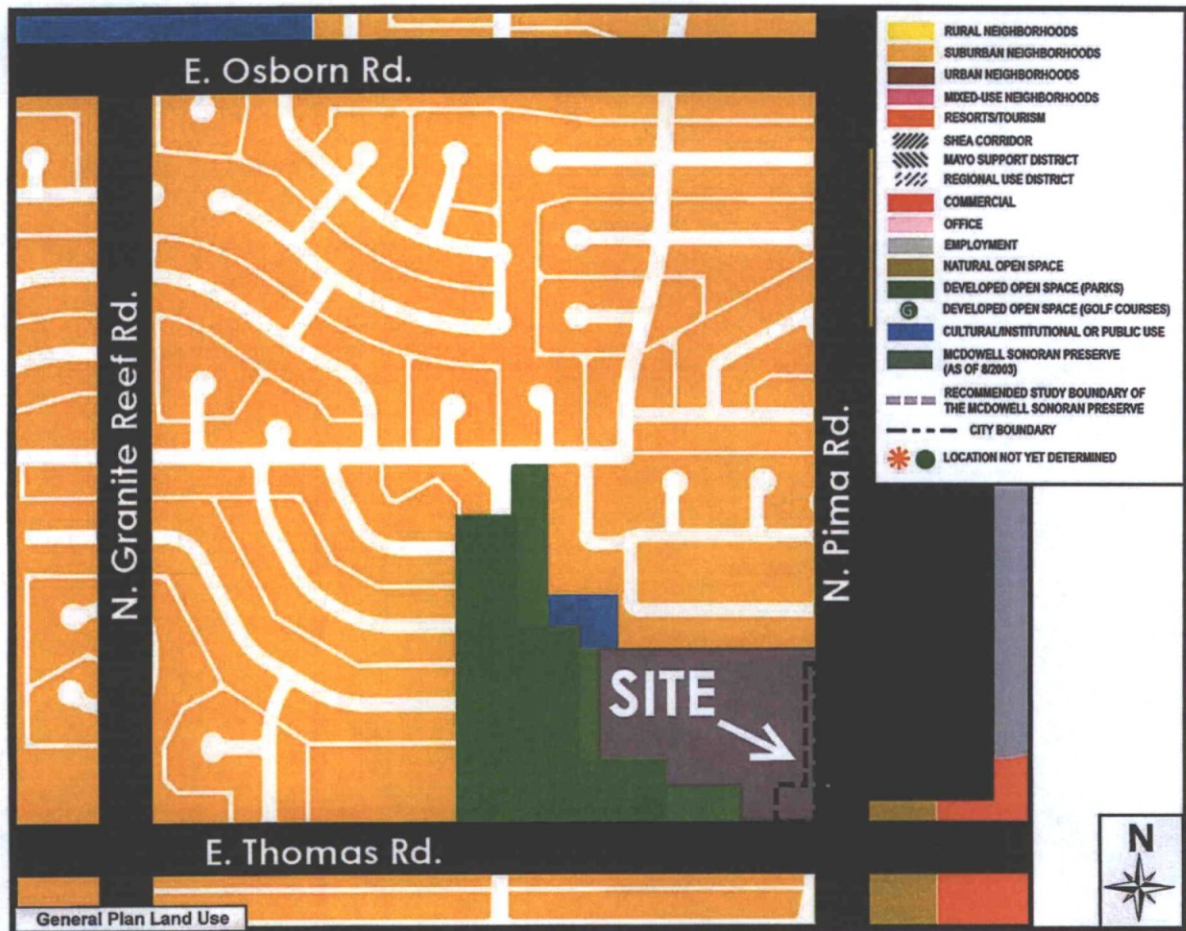 E. Osborn Rd.
N. Granite Reef Rd.
N. Pima Rd.
SITE
E. Thomas Rd.
General Plan Land Use
RURAL NEIGHBORHOODS
SUBURBAN NEIGHBORHOODS
URBAN NEIGHBORHOODS
MIXED-USE NEIGHBORHOODS
RESORTS/TOURISM
SHEA CORRIDOR
MAYO SUPPORT DISTRICT
REGIONAL USE DISTRICT
COMMERCIAL
OFFICE
EMPLOYMENT
NATURAL OPEN SPACE
DEVELOPED OPEN SPACE (PARKS)
G DEVELOPED OPEN SPACE (GOLF COURSES)
CULTURAL/INSTITUTIONAL OR PUBLIC USE
MCDOWELL SONORAN PRESERVE
(AS OF 8/2003)
RECOMMENDED STUDY BOUNDARY OF
THE MCDOWELL SONORAN PRESERVE
CITY BOUNDARY
LOCATION NOT YET DETERMINED
N